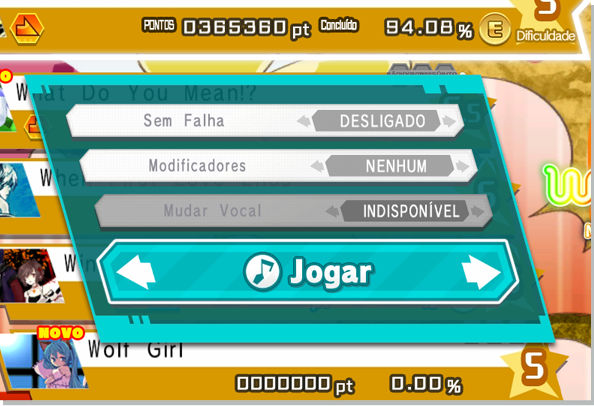 PONTOS 0365360 pt Concluído 94.08 % E 5
Dificuldade
What Do You Mean!?
Sem Falha DESLIGADO
Modificadores NENHUM
Mudar Vocal INDISPONÍVEL
Jogar
NOVO
Wolf Girl
0000000 pt 0.00 % 5